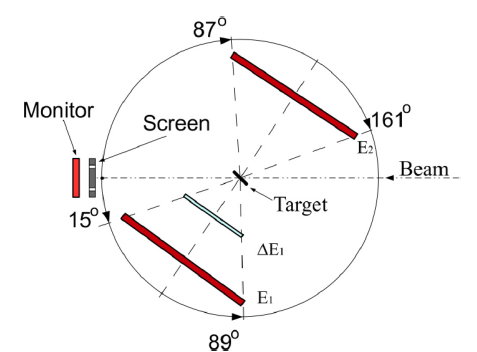 87°
Monitor
Screen
161°
E₂
Beam
Target
15°
ΔE₁
E₁
89°